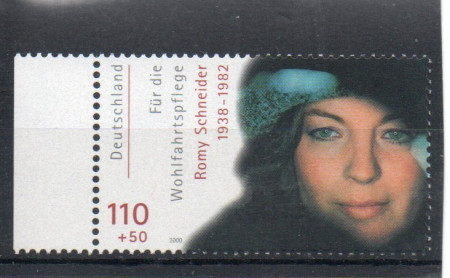 Deutschland
Für die
Wohlfahrtspflege
Romy Schneider
1938–1982
110
+50
2000